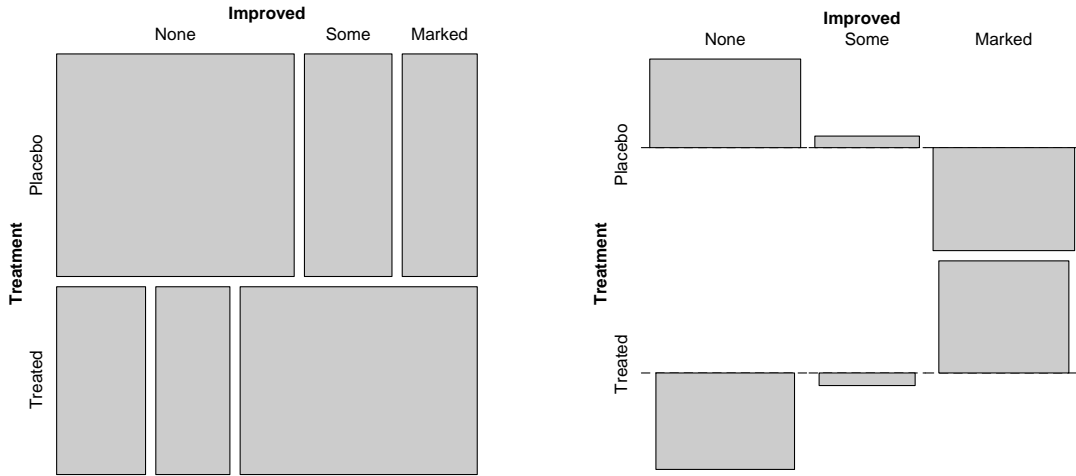 Improved
None Some Marked
Treatment
Placebo
Treated
Improved
None Some Marked
Treatment
Placebo
Treated